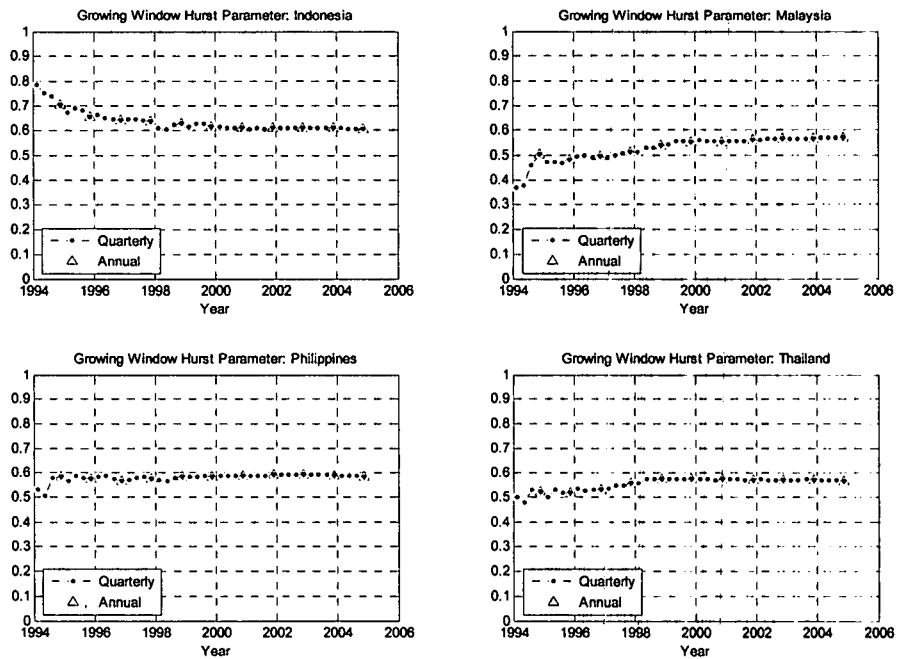 Growing Window Hurst Parameter: Indonesia
1
0.9
0.8
0.7
0.6
0.5
0.4
0.3
0.2
0.1
0
Quarterly
Annual
1994 1996 1998 2000 2002 2004 2006
Year
Growing Window Hurst Parameter: Malaysia
1
0.9
0.8
0.7
0.6
0.5
0.4
0.3
0.2
0.1
0
Quarterly
Annual
1994 1996 1998 2000 2002 2004 2006
Year
Growing Window Hurst Parameter: Philippines
1
0.9
0.8
0.7
0.6
0.5
0.4
0.3
0.2
0.1
0
Quarterly
Annual
1994 1996 1998 2000 2002 2004 2006
Year
Growing Window Hurst Parameter: Thailand
1
0.9
0.8
0.7
0.6
0.5
0.4
0.3
0.2
0.1
0
Quarterly
Annual
1994 1996 1998 2000 2002 2004 2006
Year